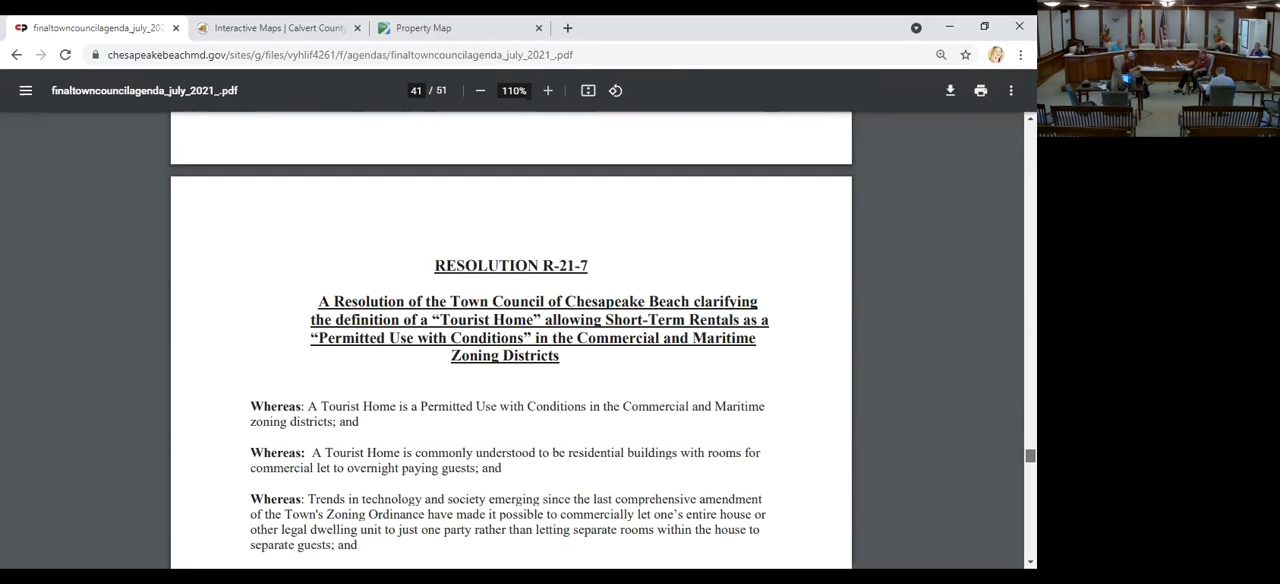 finaltowncouncilagenda_july_202
Interactive Maps | Calvert County
Property Map
chesapeakebeachmd.gov/sites/g/files/vyhlif4261/f/agendas/finaltowncouncilagenda_july_2021_.pdf
finaltowncouncilagenda_july_2021_.pdf
41 / 51
110%
RESOLUTION R-21-7
A Resolution of the Town Council of Chesapeake Beach clarifying
the definition of a “Tourist Home” allowing Short-Term Rentals as a
“Permitted Use with Conditions” in the Commercial and Maritime
Zoning Districts
Whereas: A Tourist Home is a Permitted Use with Conditions in the Commercial and Maritime
zoning districts; and
Whereas: A Tourist Home is commonly understood to be residential buildings with rooms for
commercial let to overnight paying guests; and
Whereas: Trends in technology and society emerging since the last comprehensive amendment
of the Town's Zoning Ordinance have made it possible to commercially let one’s entire house or
other legal dwelling unit to just one party rather than letting separate rooms within the house to
separate guests; and